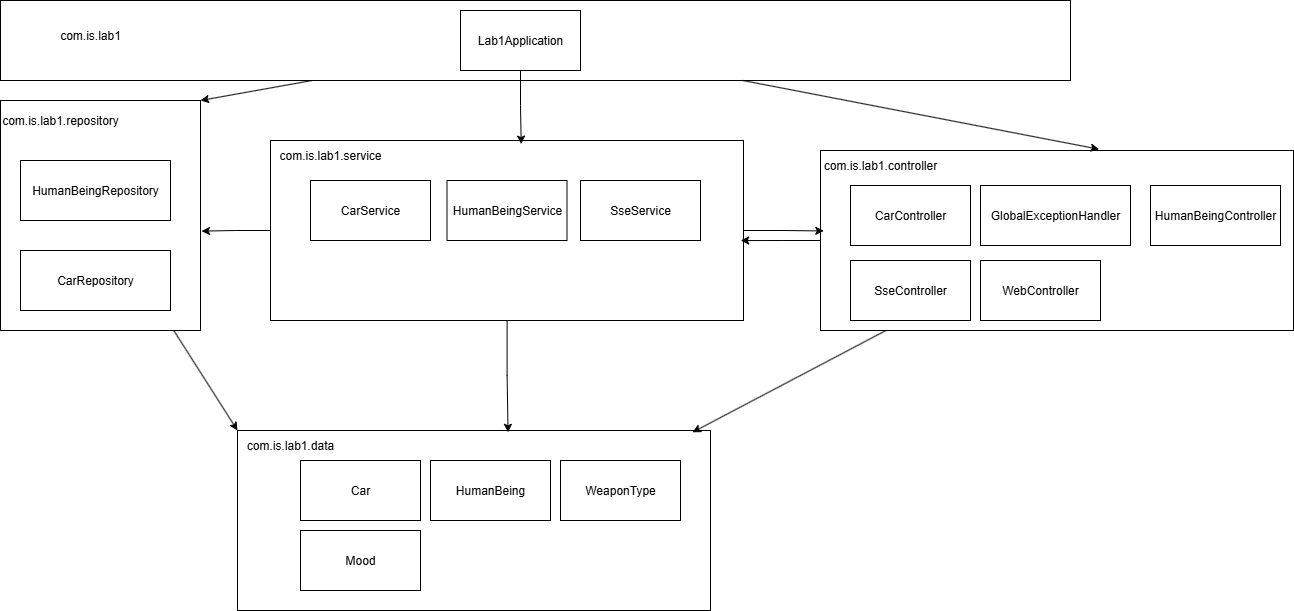 com.is.lab1
Lab1Application
com.is.lab1.repository
HumanBeingRepository
CarRepository
com.is.lab1.service
CarService
HumanBeingService
SseService
com.is.lab1.controller
CarController
GlobalExceptionHandler
HumanBeingController
SseController
WebController
com.is.lab1.data
Car
HumanBeing
WeaponType
Mood